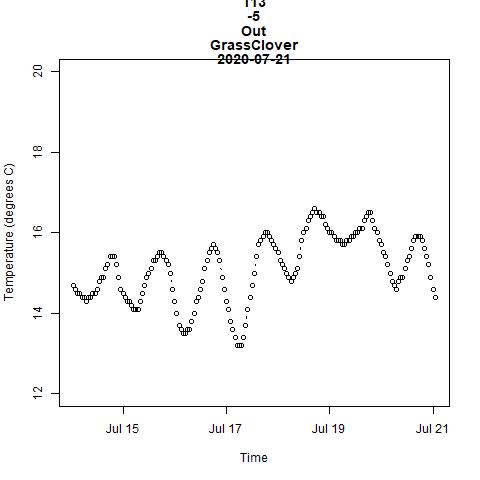 113
-5
Out
GrassClover
2020-07-21
Temperature (degrees C)
20
18
16
14
12
Jul 15
Jul 17
Jul 19
Jul 21
Time